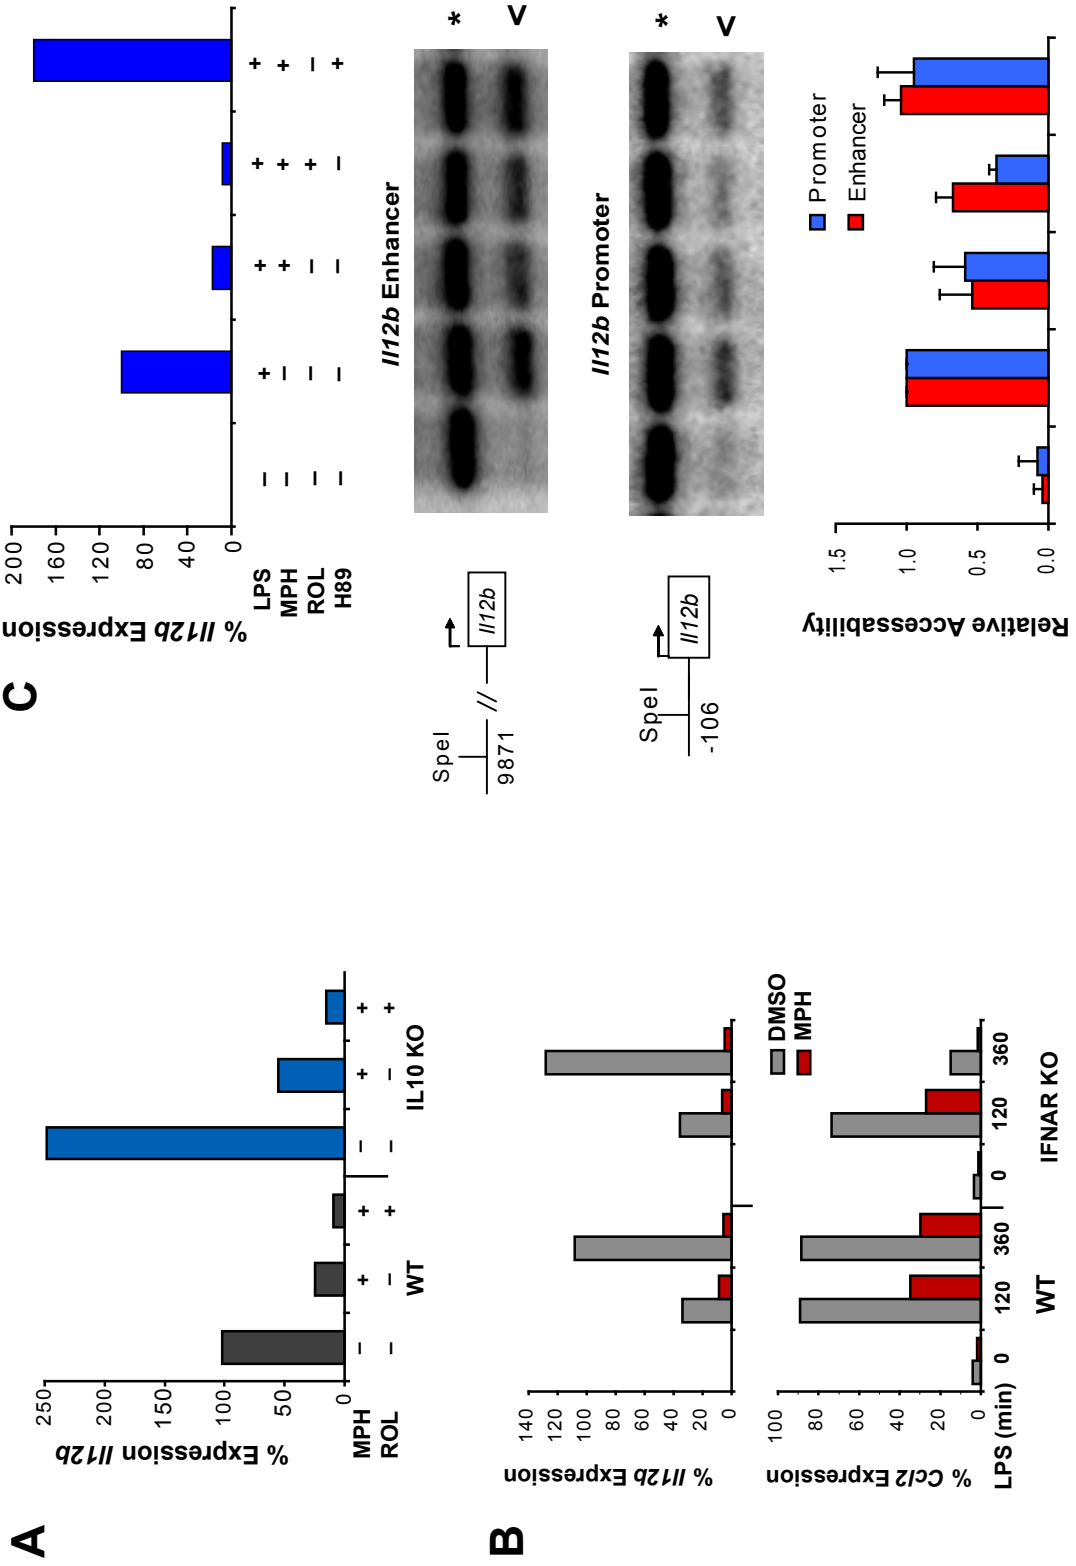 A
% Expression Il12b
250
200
150
100
50
0
MPH – + + – + +
ROL – – + – – +
WT IL10 KO
B
% Il12b Expression
140
120
100
80
60
40
20
0
DMSO
MPH
% Ccl2 Expression
100
80
60
40
20
0
LPS (min) 0 120 360 0 120 360
WT IFNAR KO
C
% Il12b Expression
200
160
120
80
40
0
LPS – + + + +
MPH – – + + +
ROL – – – + –
H89 – – – – +
Il12b Enhancer
SpeI
9871 // Il12b
*
<
Il12b Promoter
SpeI
-106 Il12b
*
<
Relative Accessability
1.5
1.0
0.5
0.0
Promoter
Enhancer